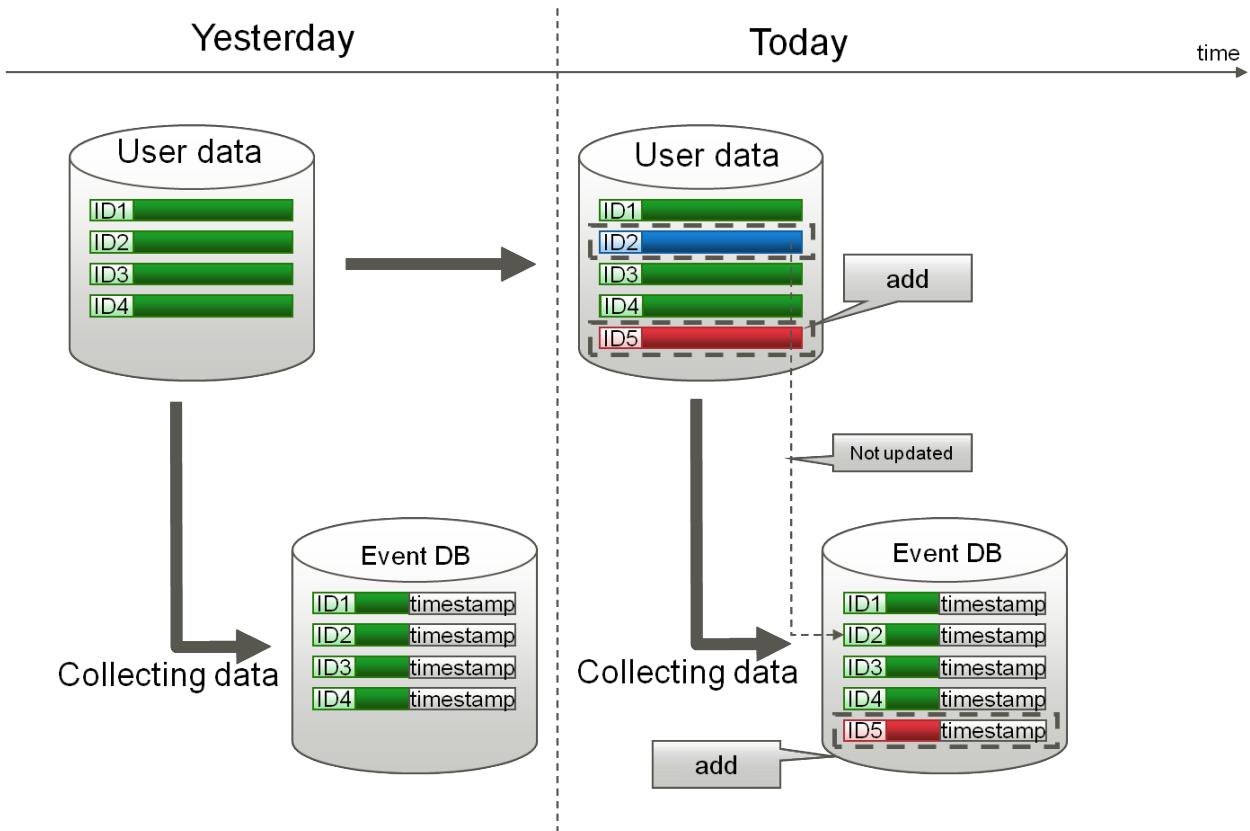 Yesterday
Today
time
User data
ID1
ID2
ID3
ID4
User data
ID1
ID2
ID3
ID4
ID5
add
Not updated
Event DB
ID1 timestamp
ID2 timestamp
ID3 timestamp
ID4 timestamp
Collecting data
Event DB
ID1 timestamp
ID2 timestamp
ID3 timestamp
ID4 timestamp
ID5 timestamp
Collecting data
add